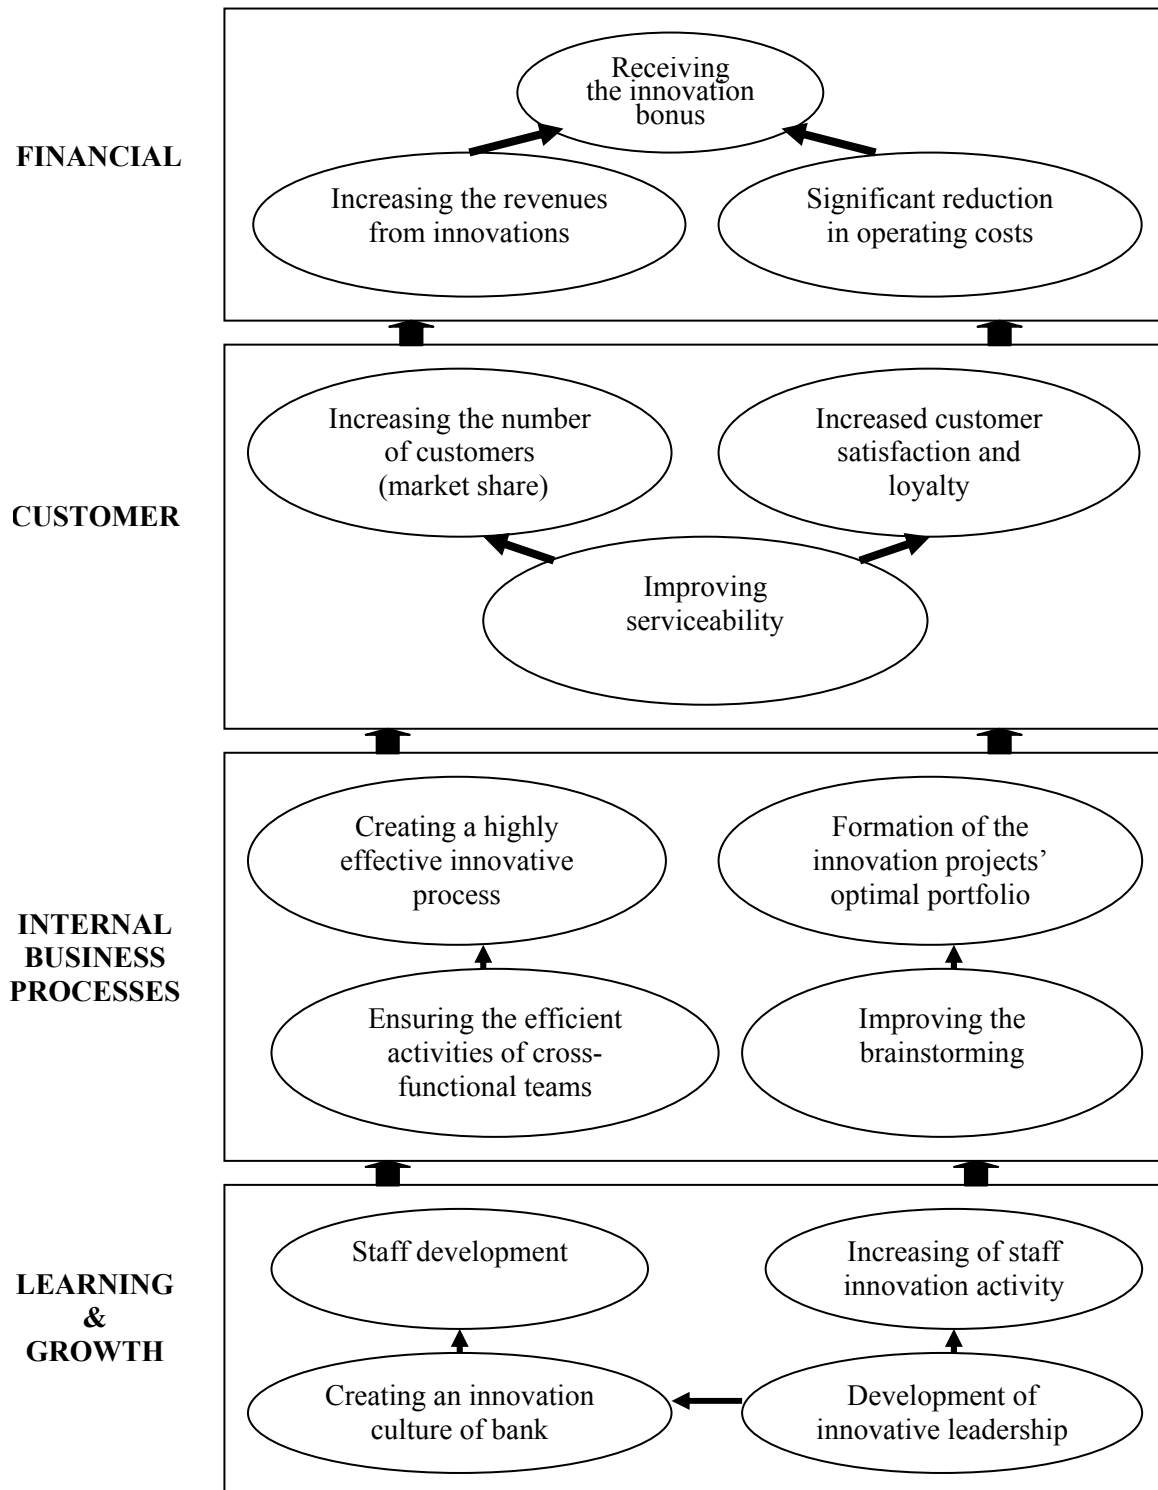 FINANCIAL
Receiving
the innovation
bonus
Increasing the revenues
from innovations
Significant reduction
in operating costs
CUSTOMER
Increasing the number
of customers
(market share)
Increased customer
satisfaction and
loyalty
Improving
serviceability
INTERNAL
BUSINESS
PROCESSES
Creating a highly
effective innovative
process
Formation of the
innovation projects’
optimal portfolio
Ensuring the efficient
activities of cross-
functional teams
Improving the
brainstorming
LEARNING
&
GROWTH
Staff development
Increasing of staff
innovation activity
Creating an innovation
culture of bank
Development of
innovative leadership